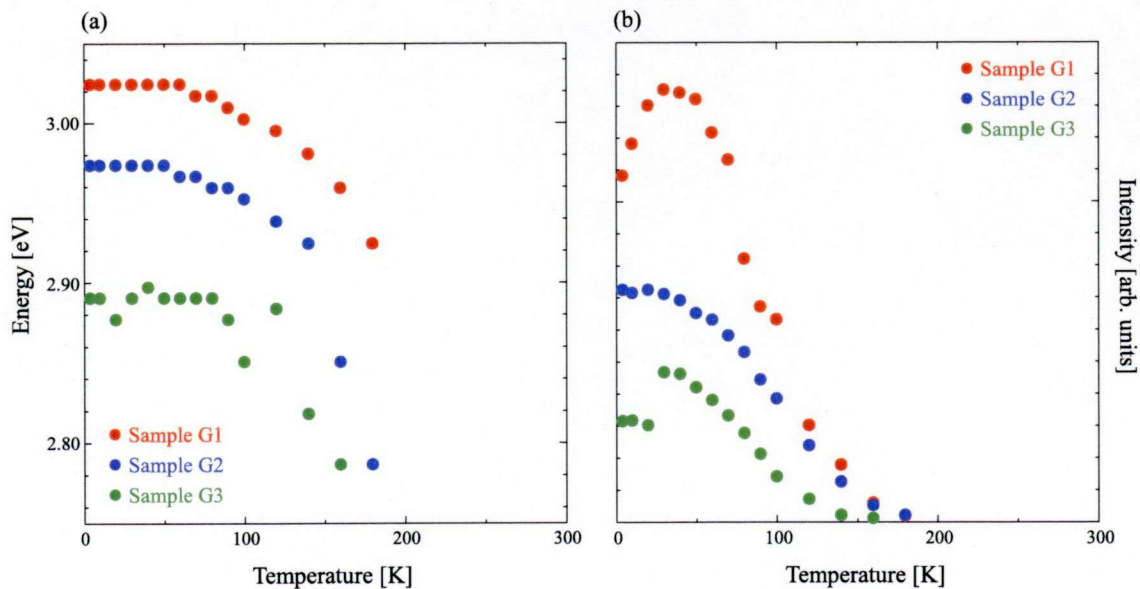 (a)
3.00
2.90
2.80
Energy [eV]
Sample G1
Sample G2
Sample G3
0
100
200
300
Temperature [K]
(b)
Sample G1
Sample G2
Sample G3
Intensity [arb. units]
0
100
200
300
Temperature [K]